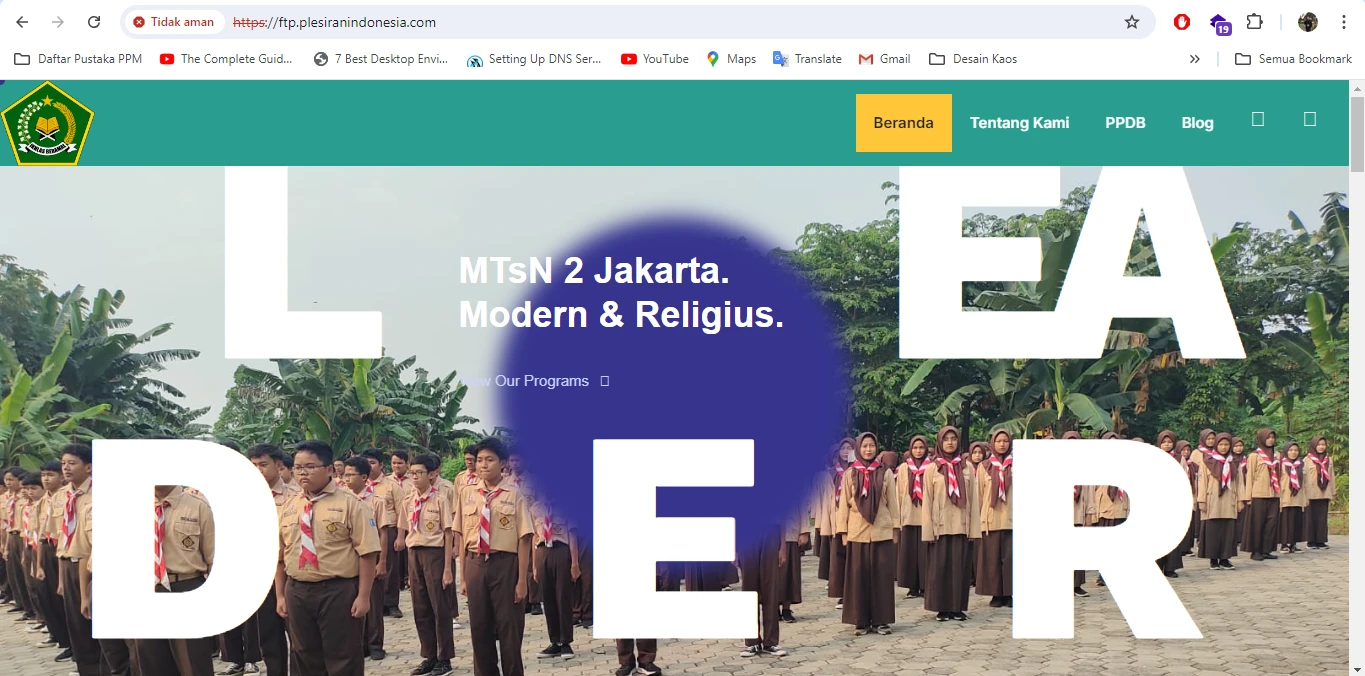 Tidak aman https://ftp.plesiranindonesia.com
19
Daftar Pustaka PPM The Complete Guid... 7 Best Desktop Envi... Setting Up DNS Ser... YouTube Maps Translate Gmail Desain Kaos » Semua Bookmark
IKHLAS BERAMAL
Beranda Tentang Kami PPDB Blog
L EA
MTsN 2 Jakarta.
Modern & Religius.
Our Programs
D E R